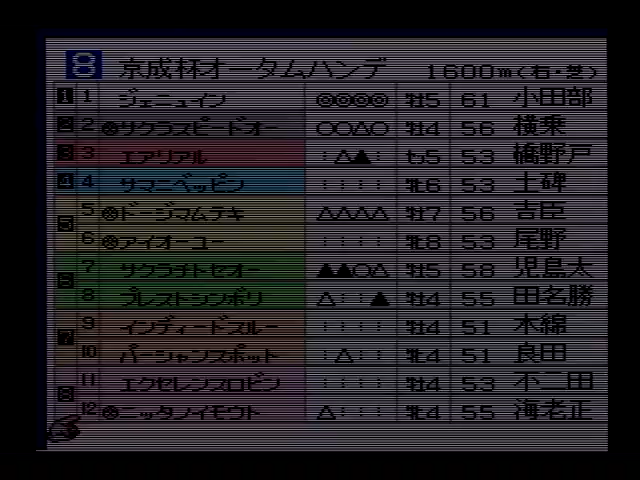 8 京成杯オータムハンデ 1600m(右・芝)
1 1 ジェニュイン ◎◎◎◎ 牡5 61 小田部
2 2 サクラスピードオー ○○△○ 牡4 56 横乗
3 3 エアリアル :△▲: せ5 53 橋野戸
4 4 サマニベッピン :::: 牝6 53 土碑
5 5 ドージマムテキ △△△△ 牡7 56 吉臣
6 アイオーユー :::: 牝8 53 尾野
6 7 サクラチトセオー ▲▲○△ 牡5 58 児島太
8 プレストシンボリ △::▲ 牡4 55 田名勝
7 9 インディードスルー :::: 牡4 51 木綿
10 パーシャンスポット :△:: 牝4 51 良田
8 11 エクセレンスロビン :::: 牡4 53 不二田
12 ニッタノイモウト △::: 牝4 55 海老正